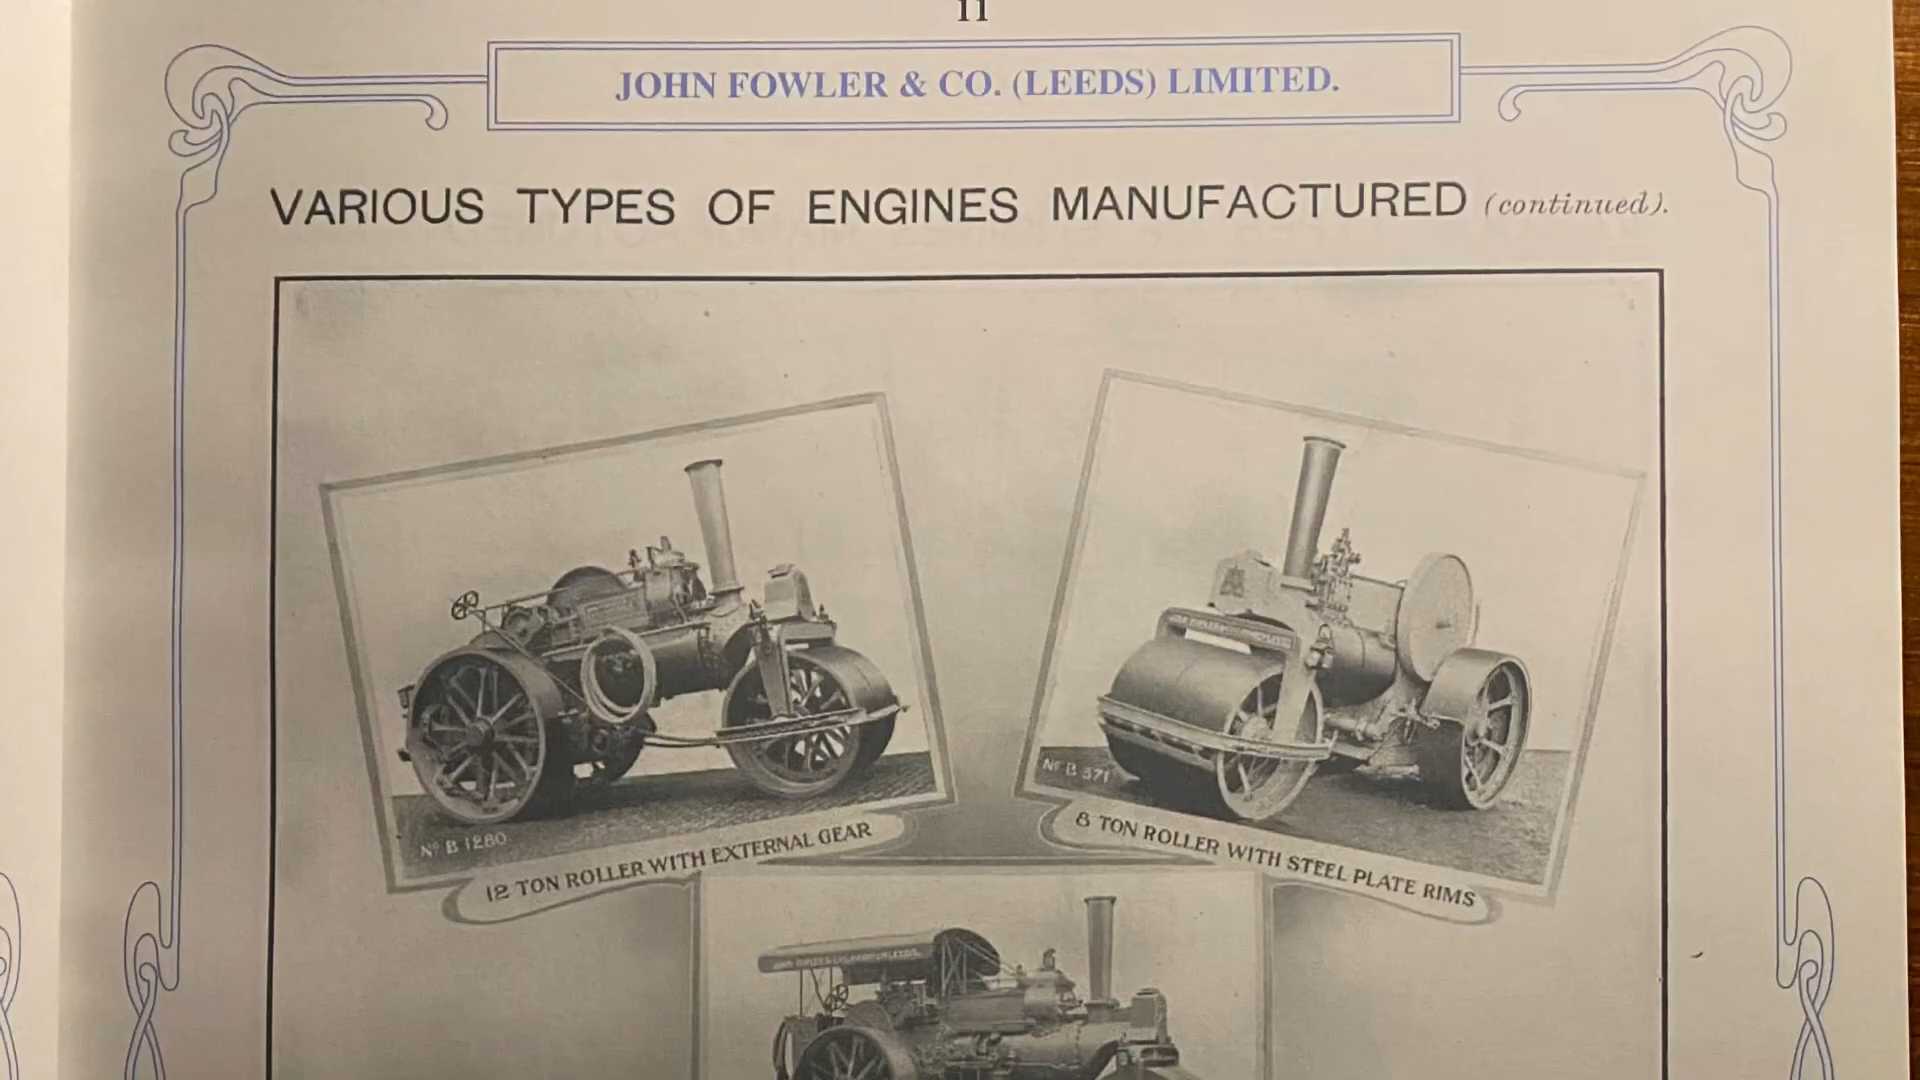 11
JOHN FOWLER & CO. (LEEDS) LIMITED.
VARIOUS TYPES OF ENGINES MANUFACTURED (continued).
Nº B 1280
12 TON ROLLER WITH EXTERNAL GEAR
Nº B 371
8 TON ROLLER WITH STEEL PLATE RIMS